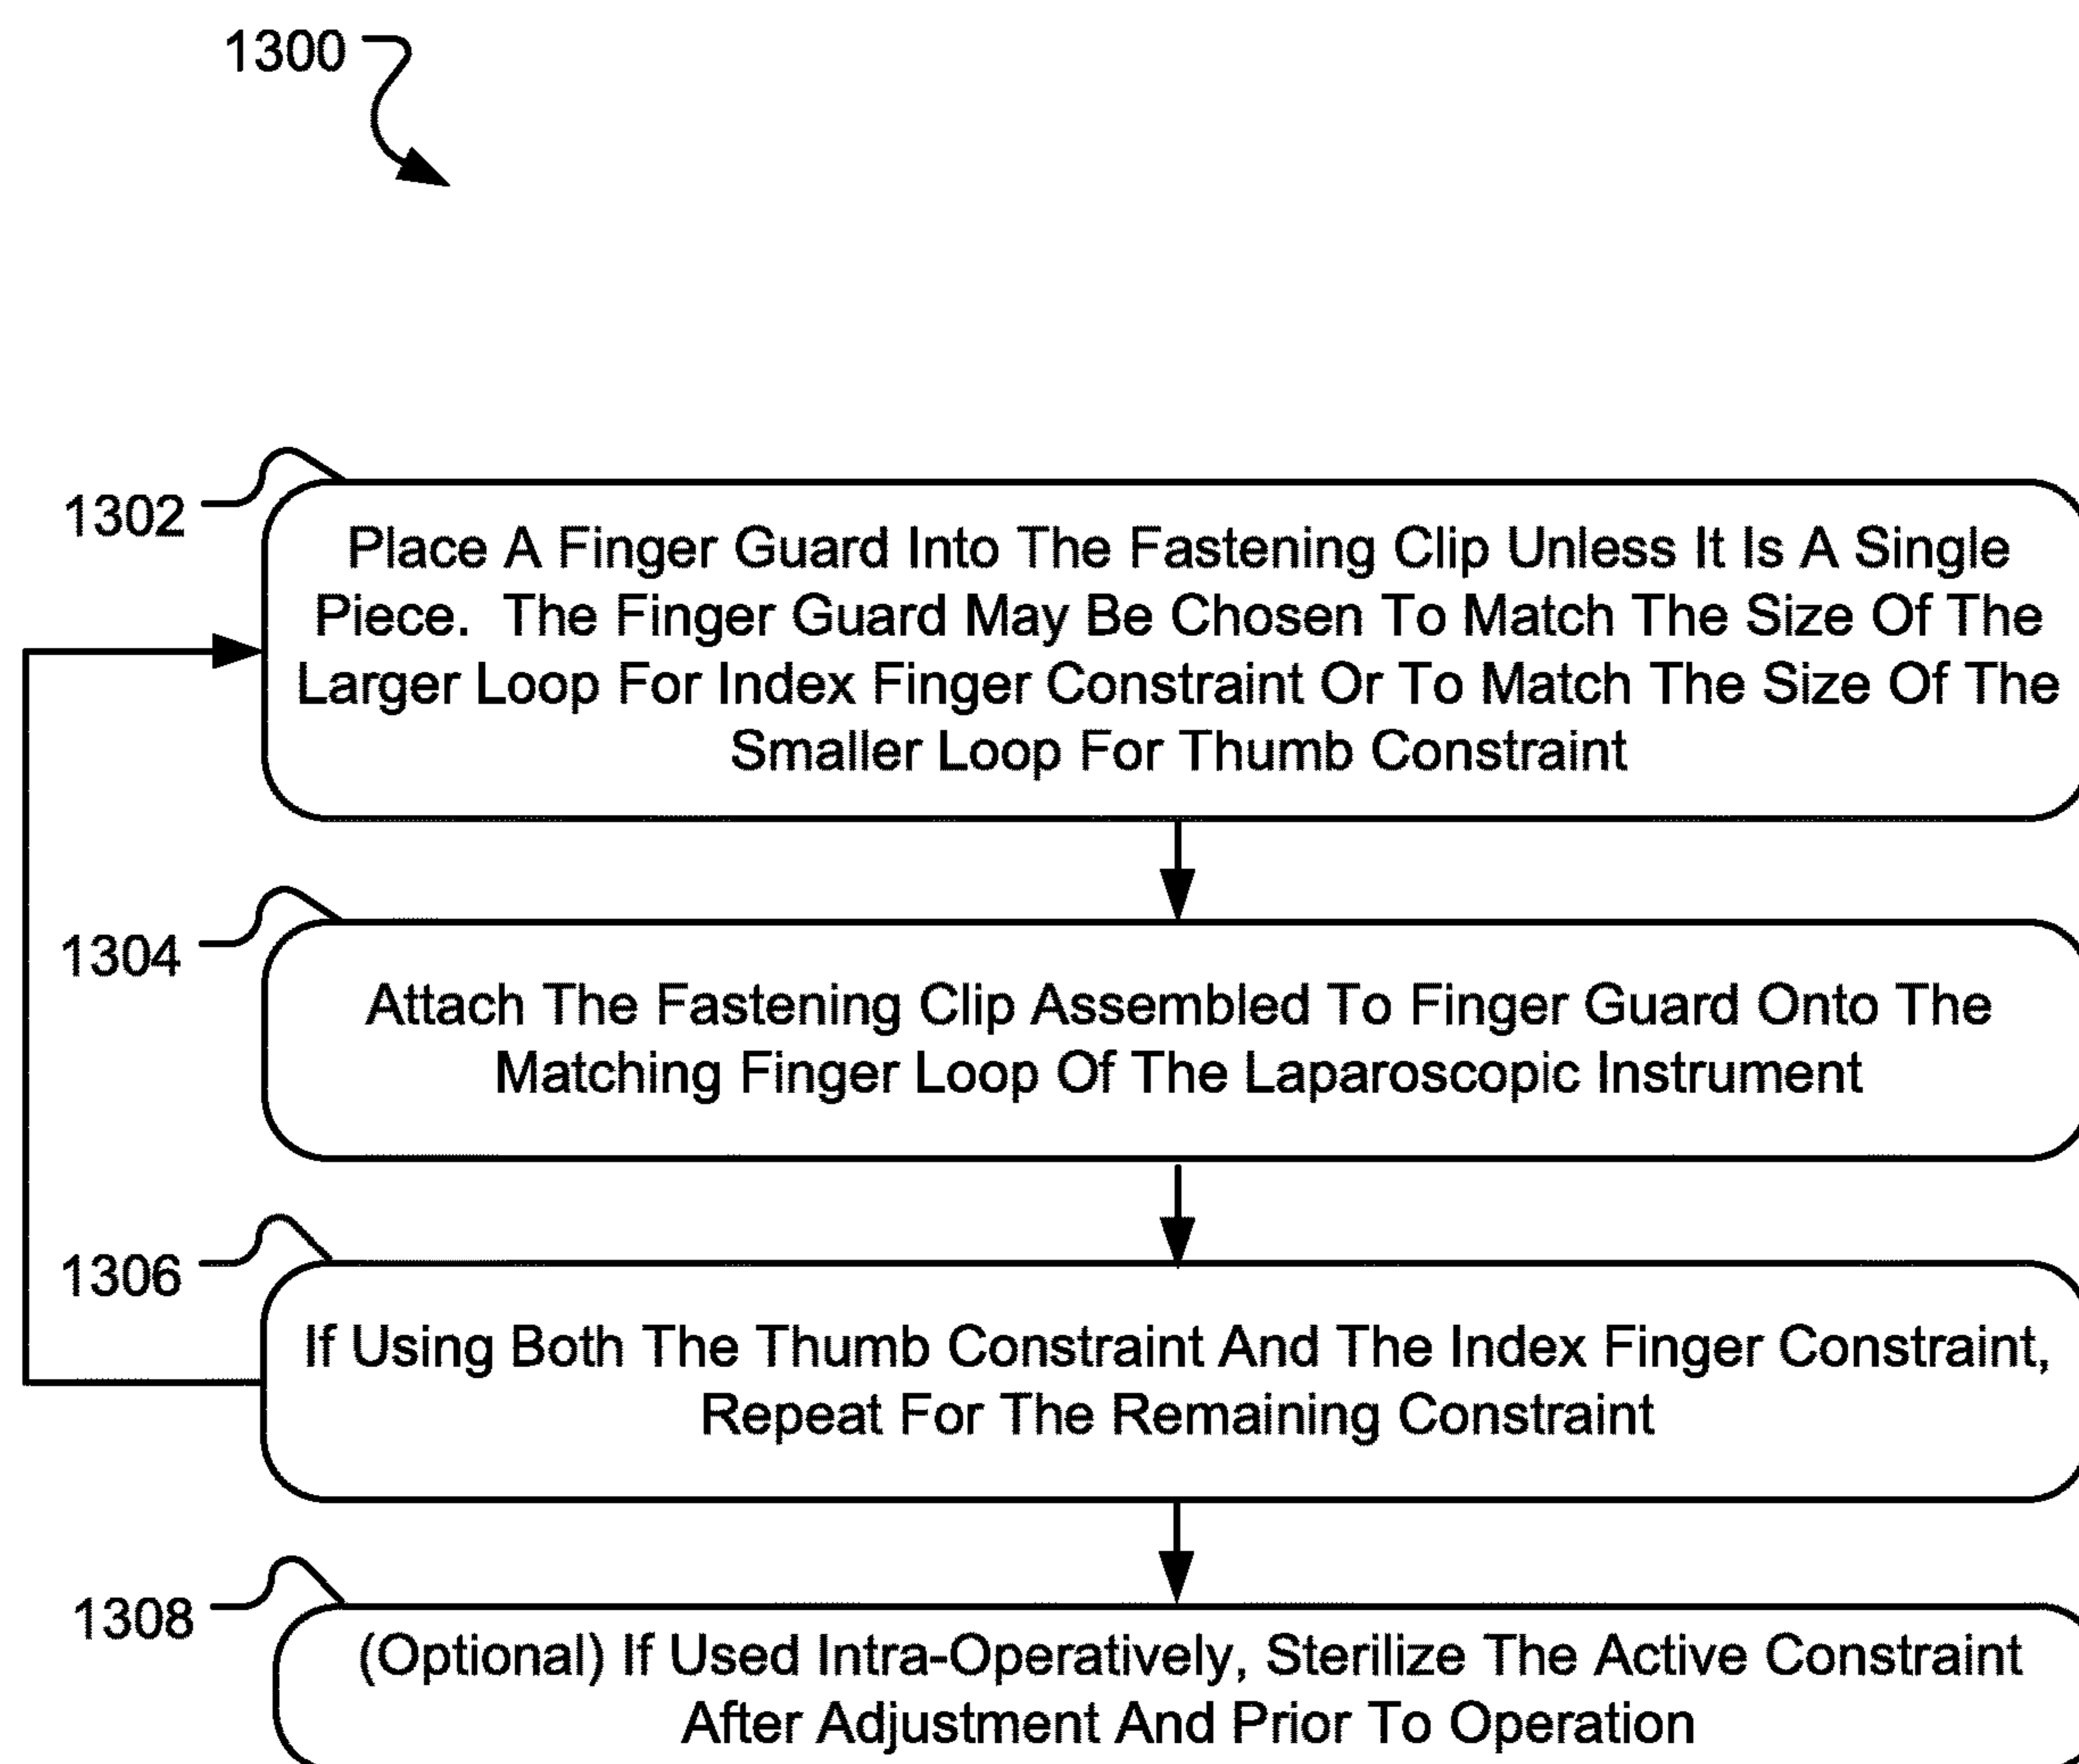 1300
1302
Place A Finger Guard Into The Fastening Clip Unless It Is A Single
Piece.  The Finger Guard May Be Chosen To Match The Size Of The
Larger Loop For Index Finger Constraint Or To Match The Size Of The
Smaller Loop For Thumb Constraint
1304
Attach The Fastening Clip Assembled To Finger Guard Onto The
Matching Finger Loop Of The Laparoscopic Instrument
1306
If Using Both The Thumb Constraint And The Index Finger Constraint,
Repeat For The Remaining Constraint
1308
(Optional) If Used Intra-Operatively, Sterilize The Active Constraint
After Adjustment And Prior To Operation